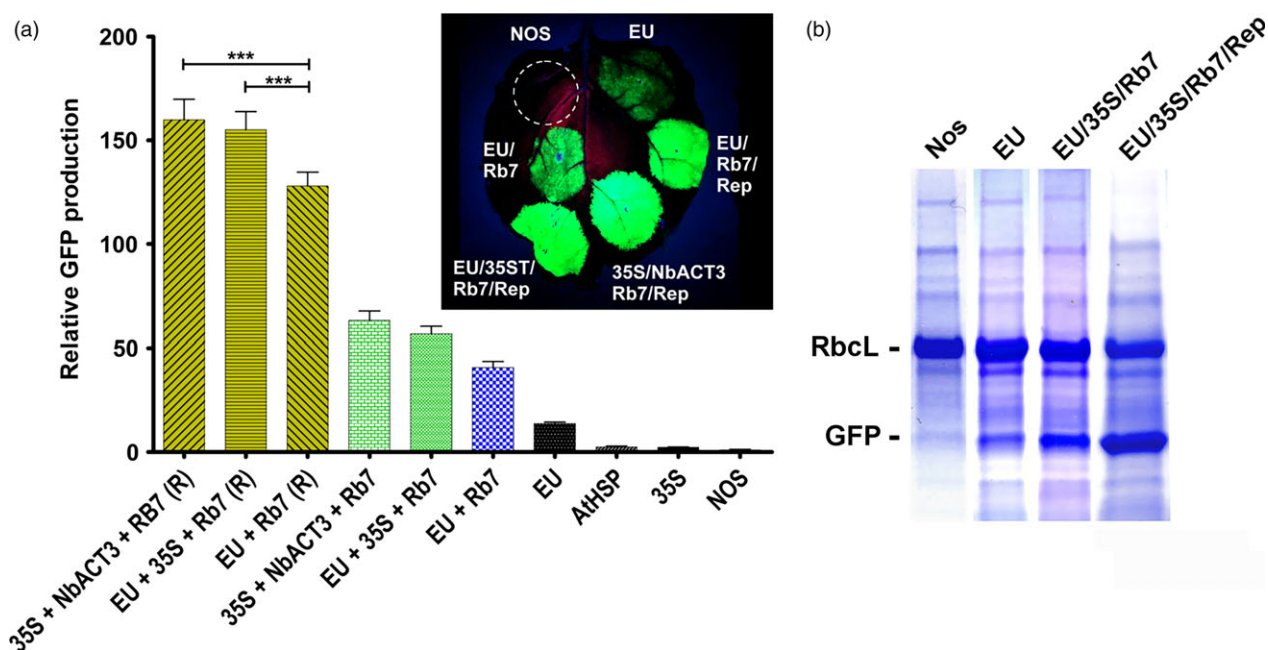 (a)
Relative GFP production
200
150
100
50
0
***
***
35S + NbACT3 + RB7 (R)
EU + 35S + Rb7 (R)
EU + Rb7 (R)
35S + NbACT3 + Rb7
EU + 35S + Rb7
EU + Rb7
EU
AtHSP
35S
NOS
NOS
EU
EU/
Rb7
EU/
Rb7/
Rep
EU/35ST/
Rb7/Rep
35S/NbACT3
Rb7/Rep
(b)
Nos
EU
EU/35S/Rb7
EU/35S/Rb7/Rep
RbcL -
GFP -